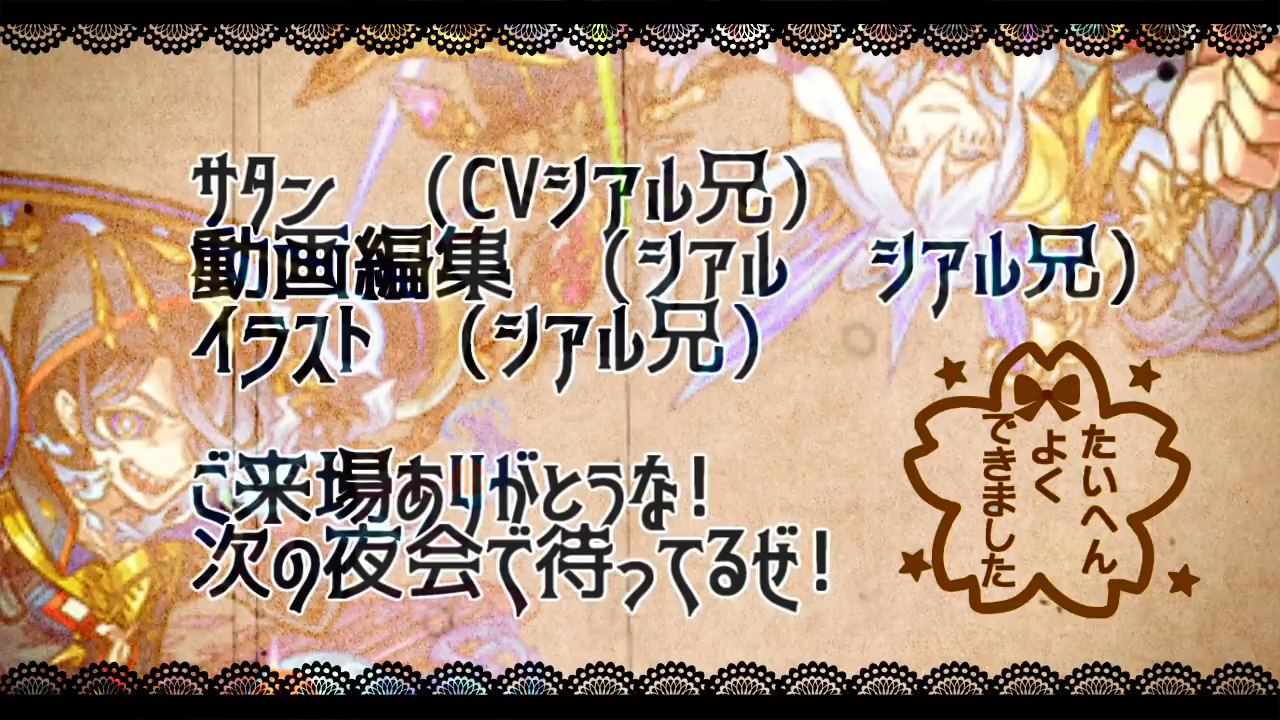 サタン　（CVシアル兄）
動画編集　（シアル　シアル兄）
イラスト　（シアル兄）
ご来場ありがとうな！
次の夜会で待ってるぜ！
たいへん
よく
できました